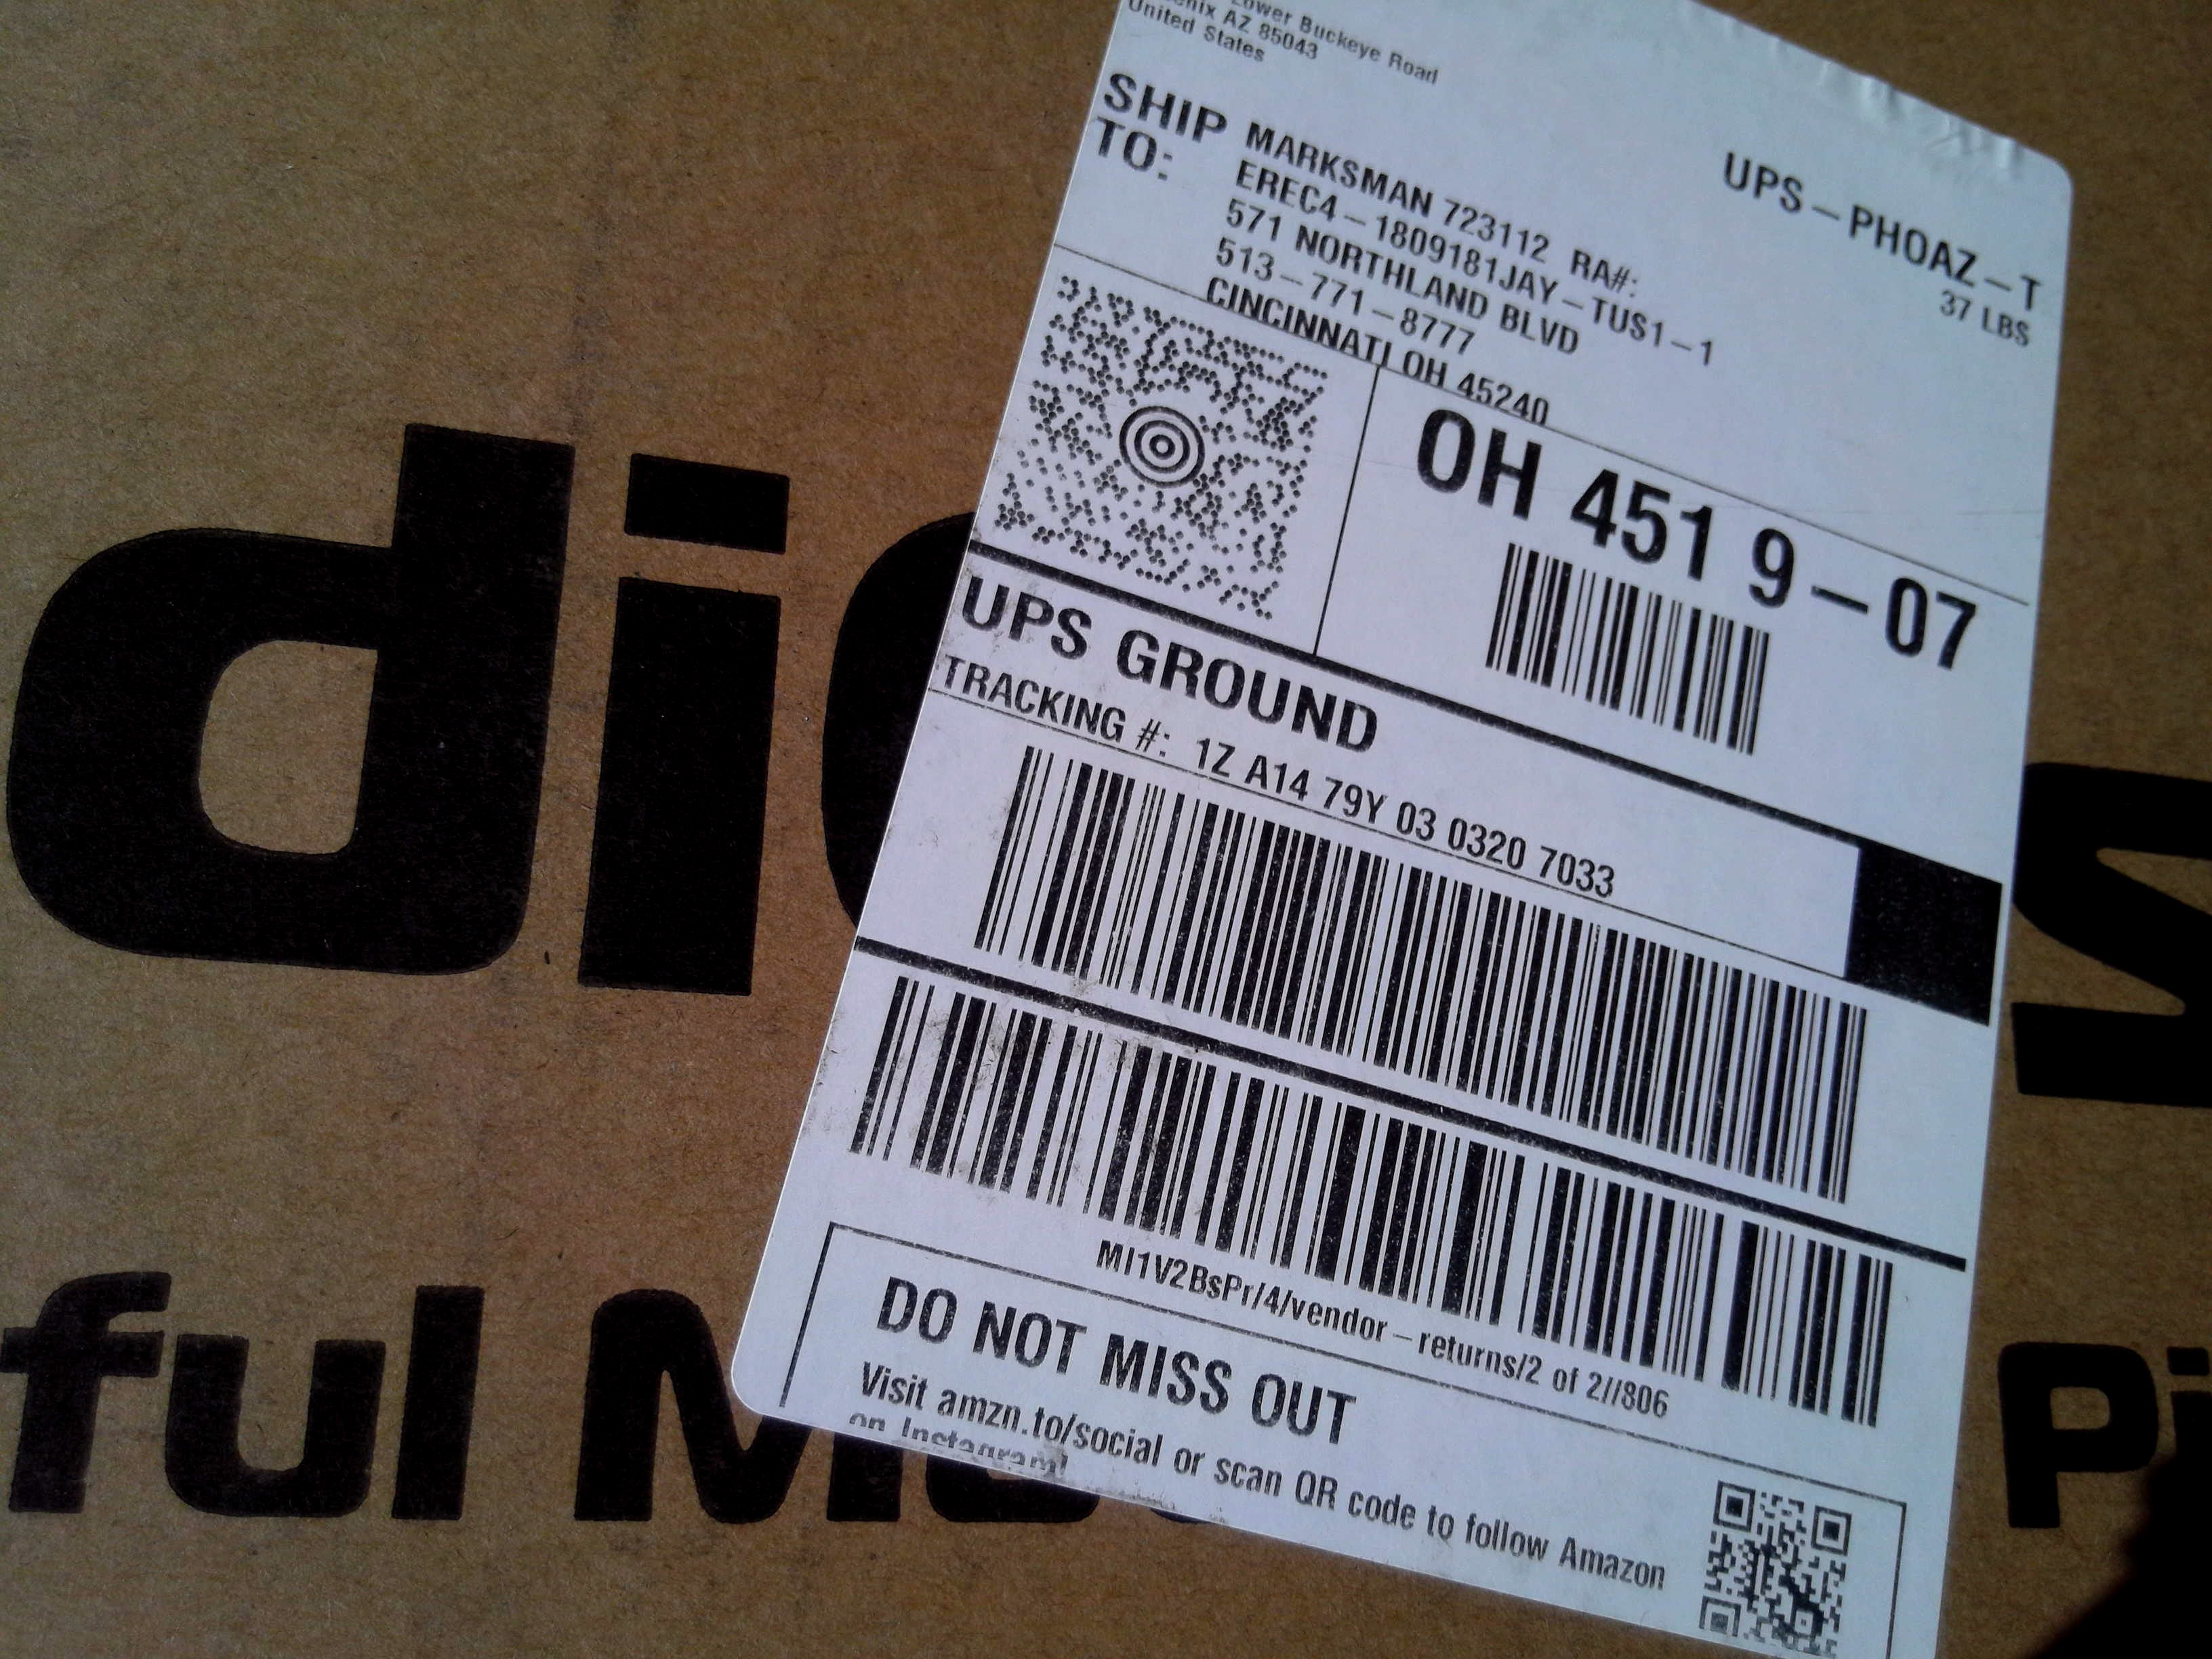 Lower Buckeye Road
AZ 85043
United States
SHIP TO:
MARKSMAN 723112 RA#:
EREC4-1809181JAY-TUS1-1
571 NORTHLAND BLVD
513-771-8777
CINCINNATI OH 45240
UPS-PHOAZ-T
37 LBS
OH 451 9-07
UPS GROUND
TRACKING #: 1Z A14 79Y 03 0320 7033
MI1V2BsPr/4/vendor-returns/2 of 2//806
DO NOT MISS OUT
Visit amzn.to/social or scan QR code to follow Amazon
on Instagram!
di
ful